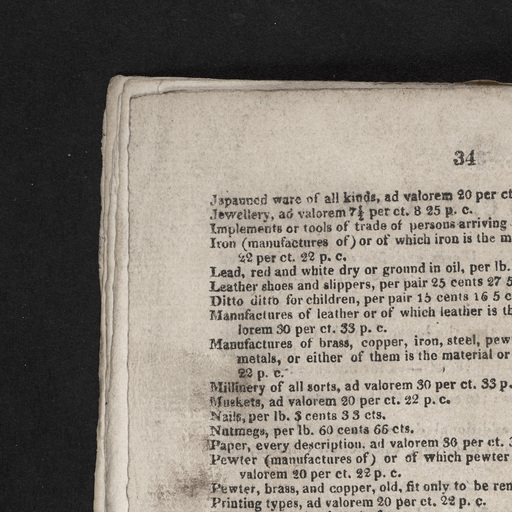 34
Japanned ware of all kinds, ad valorem 20 per ct
Jewellery, ad valorem 7½ per ct. 8 25 p. c.
Implements or tools of trade of persons arriving
Iron (manufactures of) or of which iron is the m
22 per ct. 22 p. c.
Lead, red and white dry or ground in oil, per lb.
Leather shoes and slippers, per pair 25 cents 27 5
Ditto ditto for children, per pair 15 cents 16 5 c
Manufactures of leather or of which leather is th
lorem 30 per ct. 33 p. c.
Manufactures of brass, copper, iron, steel, pew
metals, or either of them is the material or
22 p. c.
Millinery of all sorts, ad valorem 30 per ct. 33 p.
Muskets, ad valorem 20 per ct. 22 p. c.
Nails, per lb. 3 cents 3 3 cts.
Nutmegs, per lb. 60 cents 66 cts.
Paper, every description. ad valorem 30 per ct. 3
Pewter (manufactures of) or of which pewter
valorem 20 per ct. 22 p. c.
Pewter, brass, and copper, old, fit only to be rem
Printing types, ad valorem 20 per ct. 22 p. c.